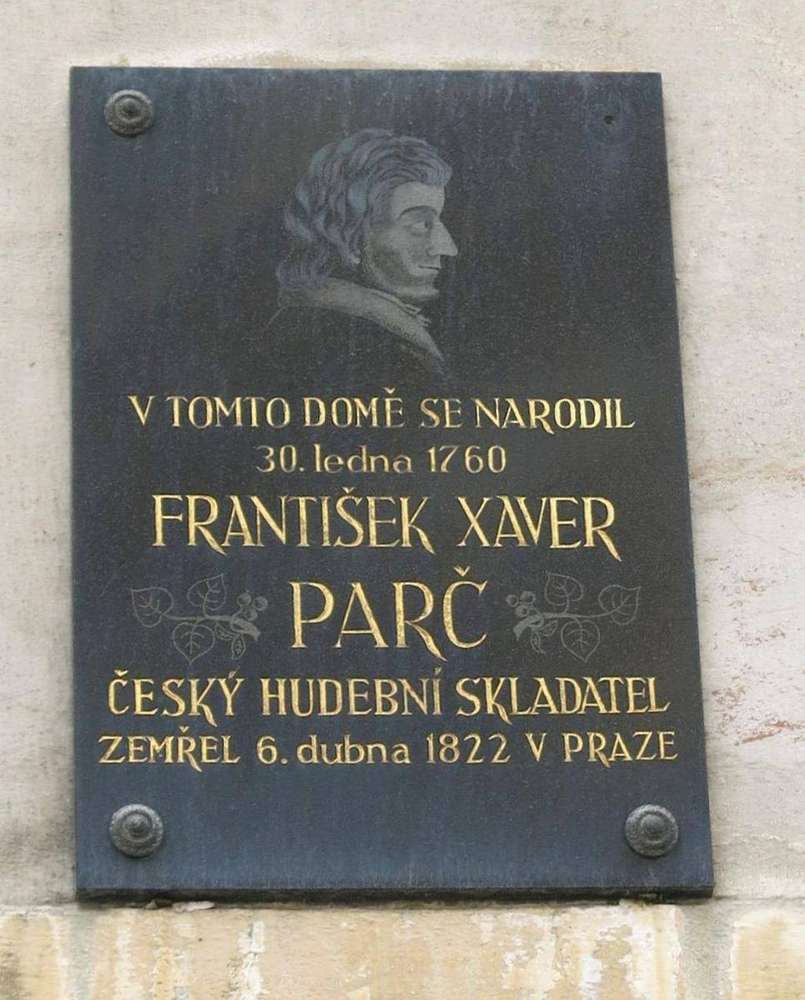 V TOMTO DOMĚ SE NARODIL
30. ledna 1760
FRANTIŠEK XAVER
PARČ
ČESKÝ HUDEBNÍ SKLADATEL
ZEMŘEL 6. dubna 1822 V PRAZE